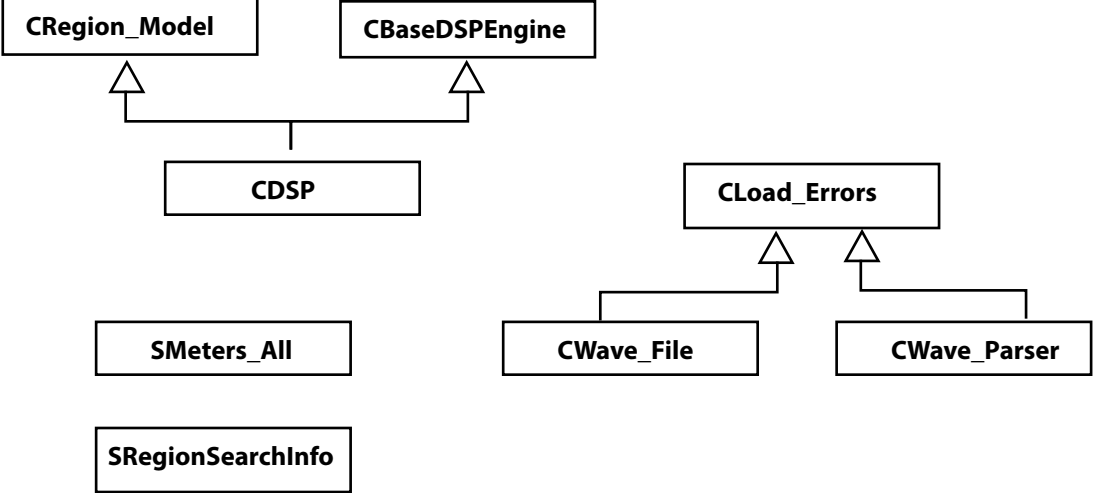 CRegion_Model
CBaseDSPEngine
CDSP
CLoad_Errors
SMeters_All
CWave_File
CWave_Parser
SRegionSearchInfo